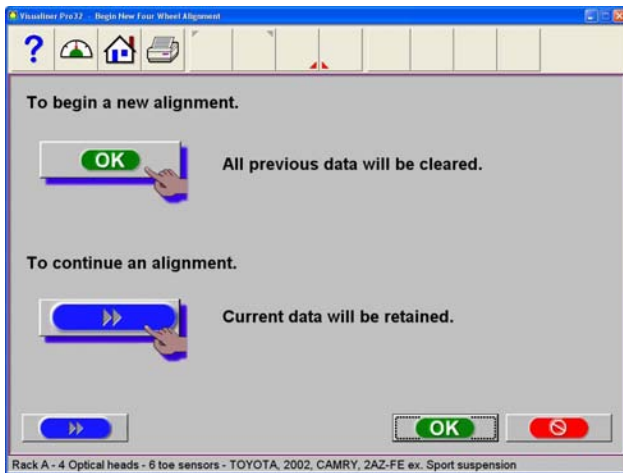 Visualiner Pro32 - Begin New Four Wheel Alignment
?
To begin a new alignment.
OK
All previous data will be cleared.
To continue an alignment.
Current data will be retained.
OK
Rack A - 4 Optical heads - 6 toe sensors - TOYOTA, 2002, CAMRY, 2AZ-FE ex. Sport suspension